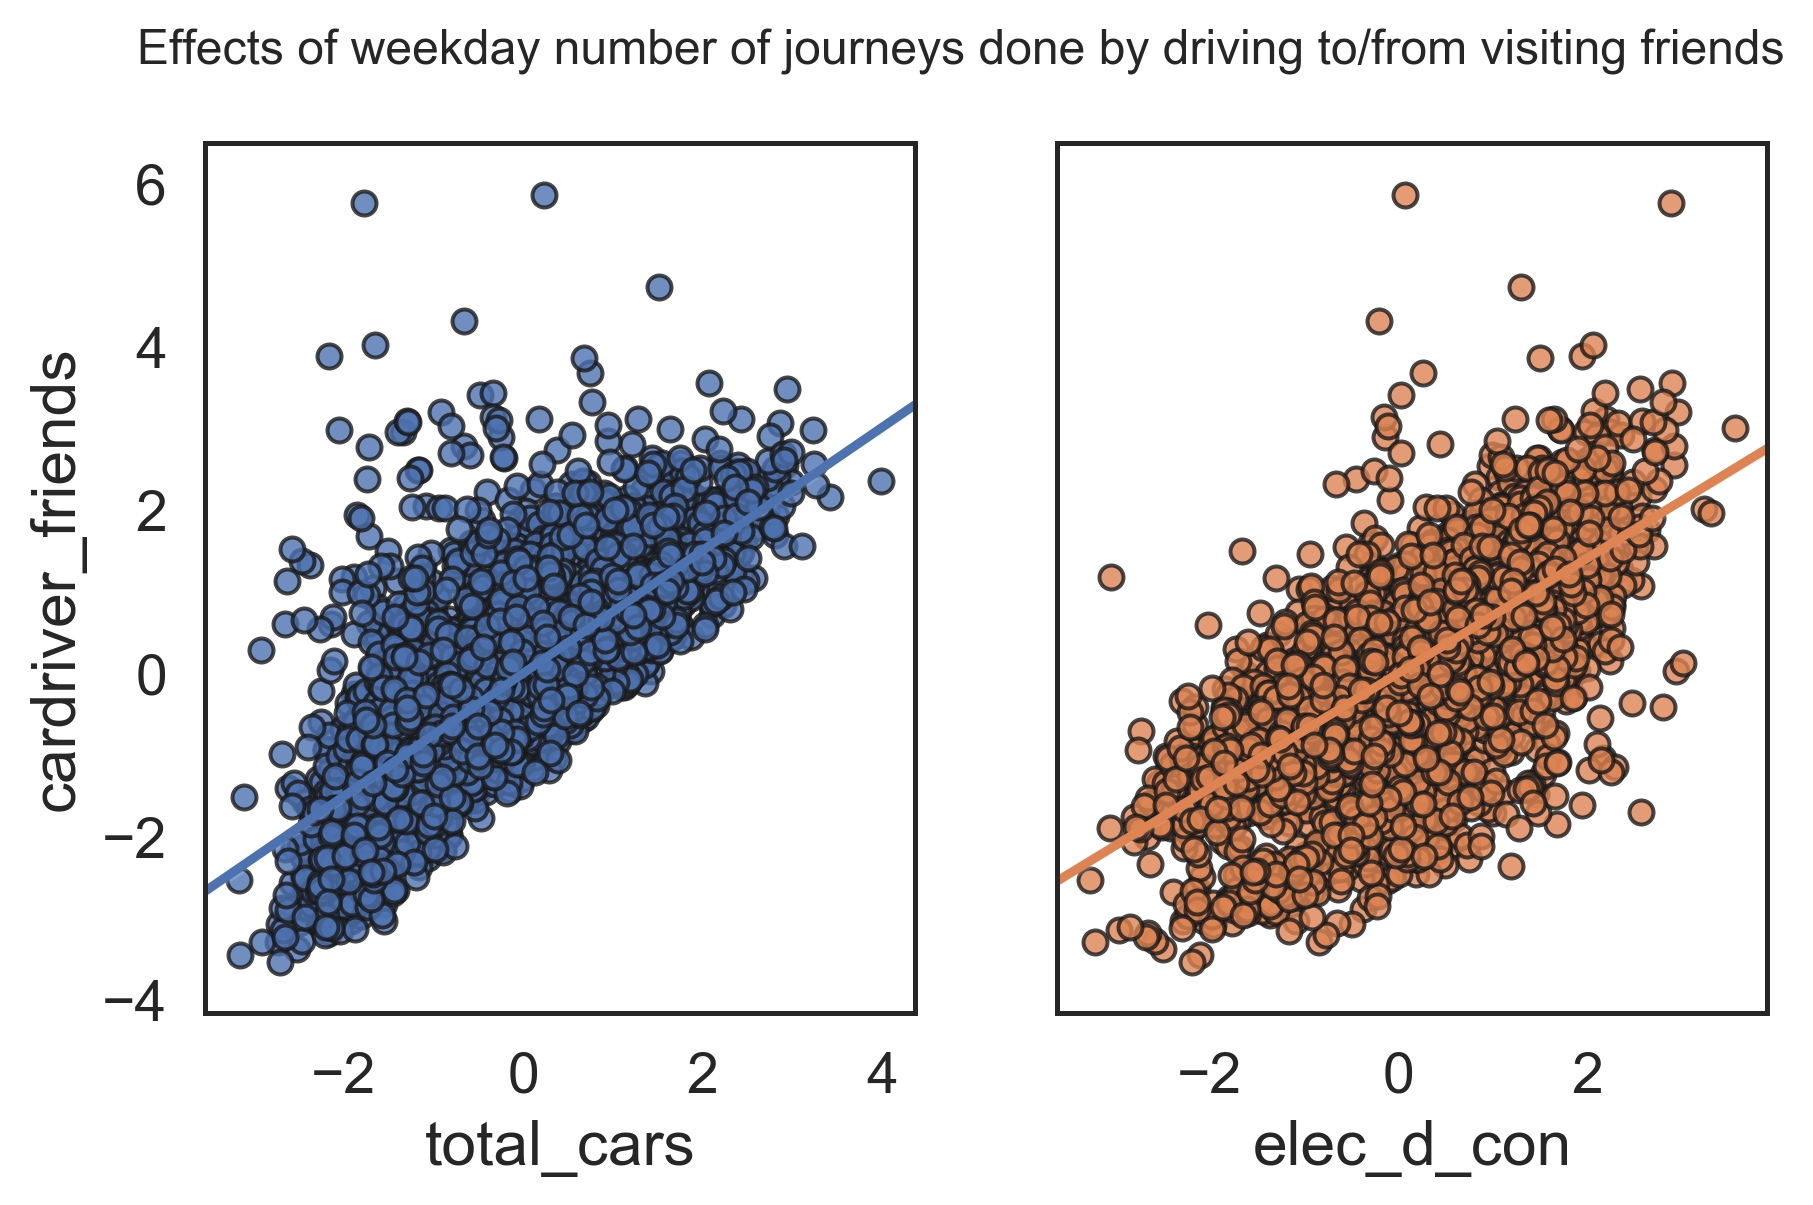 Effects of weekday number of journeys done by driving to/from visiting friends
6
4
2
0
−2
−4
cardriver_friends
−2 0 2 4
total_cars
−2 0 2
elec_d_con